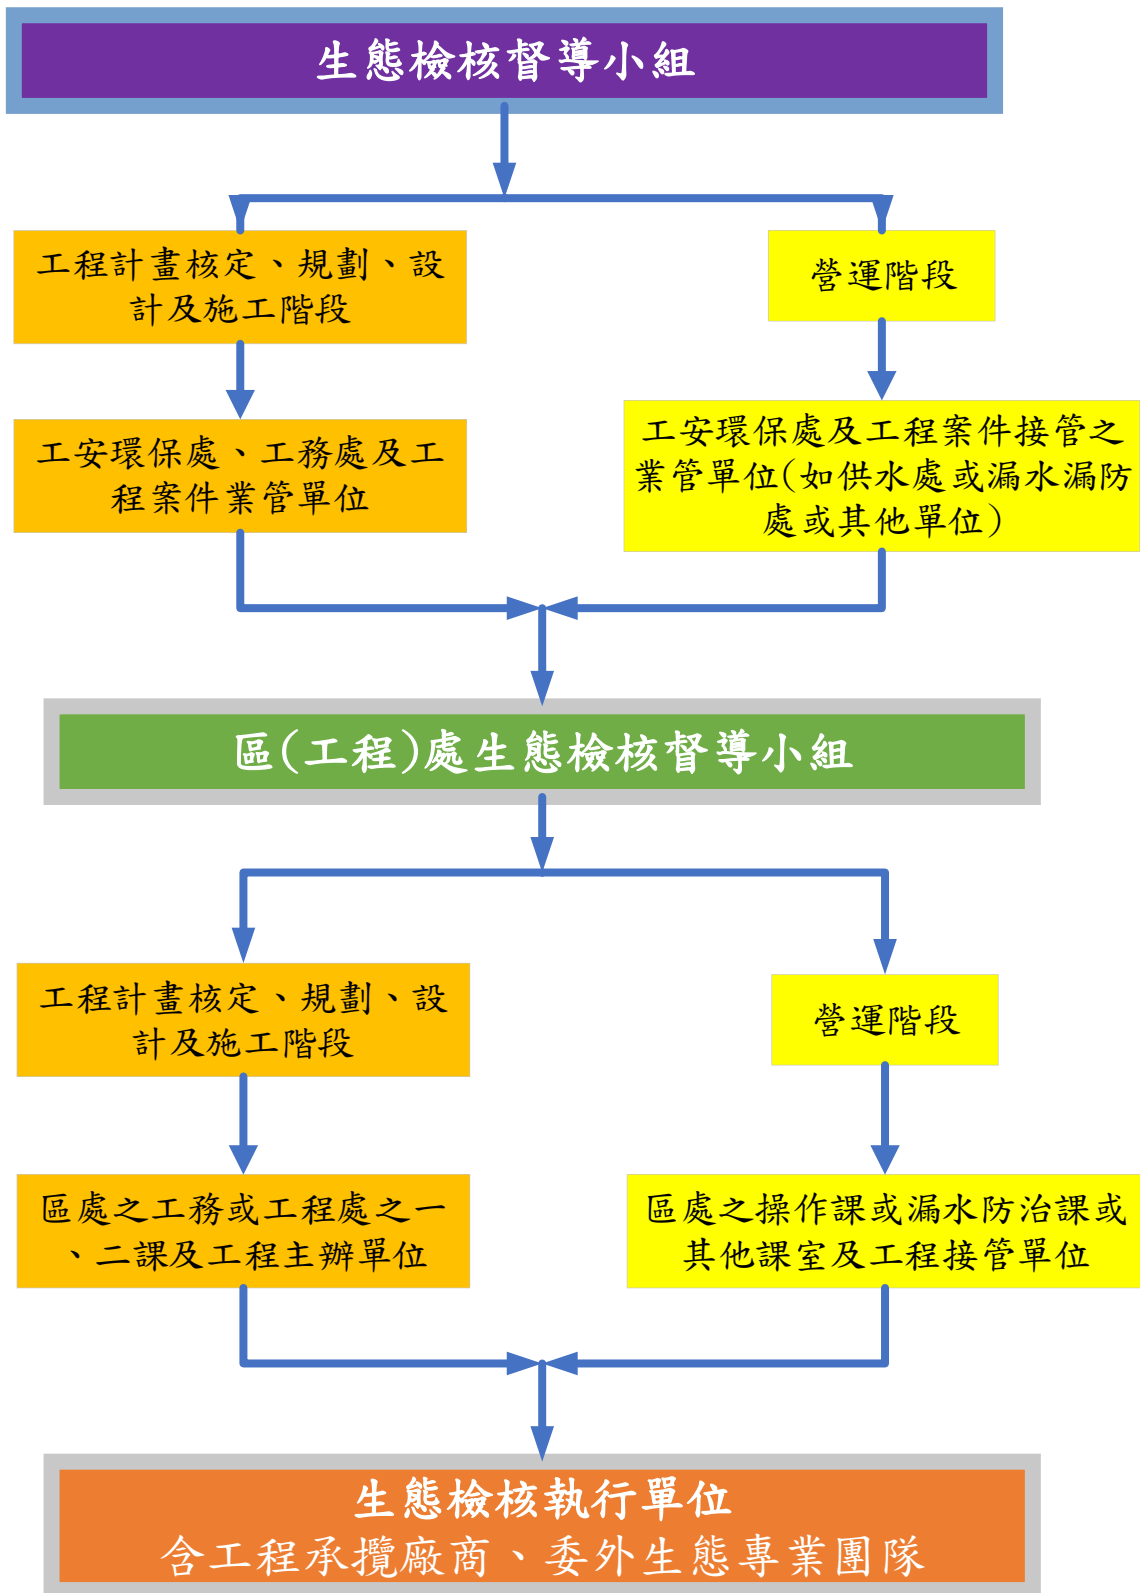 生態檢核督導小組
工程計畫核定、規劃、設
計及施工階段
營運階段
工安環保處、工務處及工
程案件業管單位
工安環保處及工程案件接管之
業管單位(如供水處或漏水漏防
處或其他單位)
區(工程)處生態檢核督導小組
工程計畫核定、規劃、設
計及施工階段
營運階段
區處之工務或工程處之一
、二課及工程主辦單位
區處之操作課或漏水防治課或
其他課室及工程接管單位
生態檢核執行單位
含工程承攬廠商、委外生態專業團隊